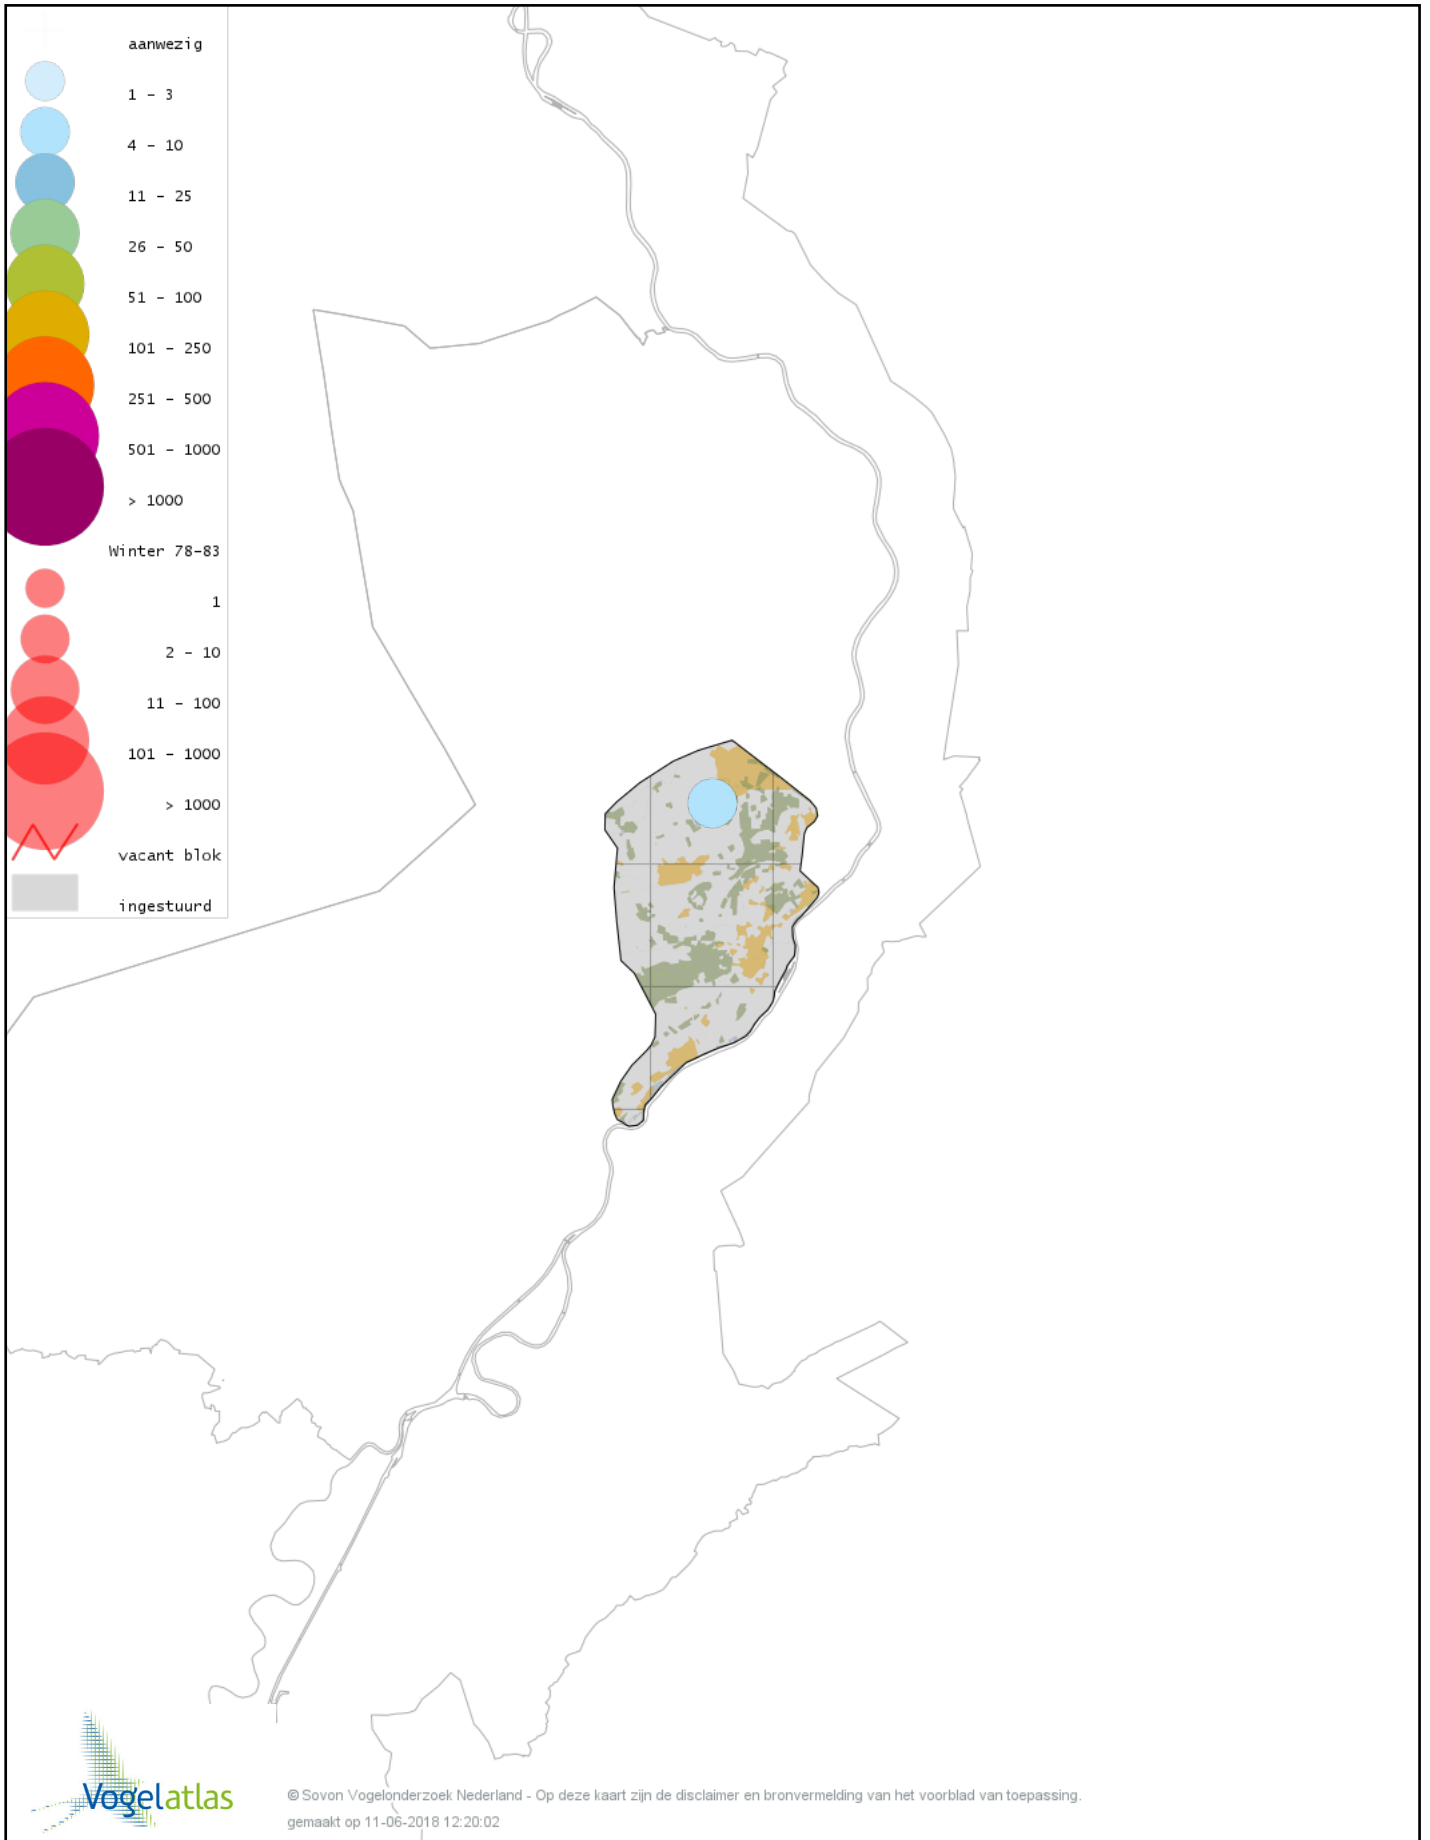 aanwezig
1 - 3
4 - 10
11 - 25
26 - 50
51 - 100
101 - 250
251 - 500
501 - 1000
> 1000
Winter 78-83
1
2 - 10
11 - 100
101 - 1000
> 1000
vacant blok
ingestuurd
Vogelatlas
© Sovon Vogelonderzoek Nederland - Op deze kaart zijn de disclaimer en bronvermelding van het voorblad van toepassing.
gemaakt op 11-06-2018 12:20:02